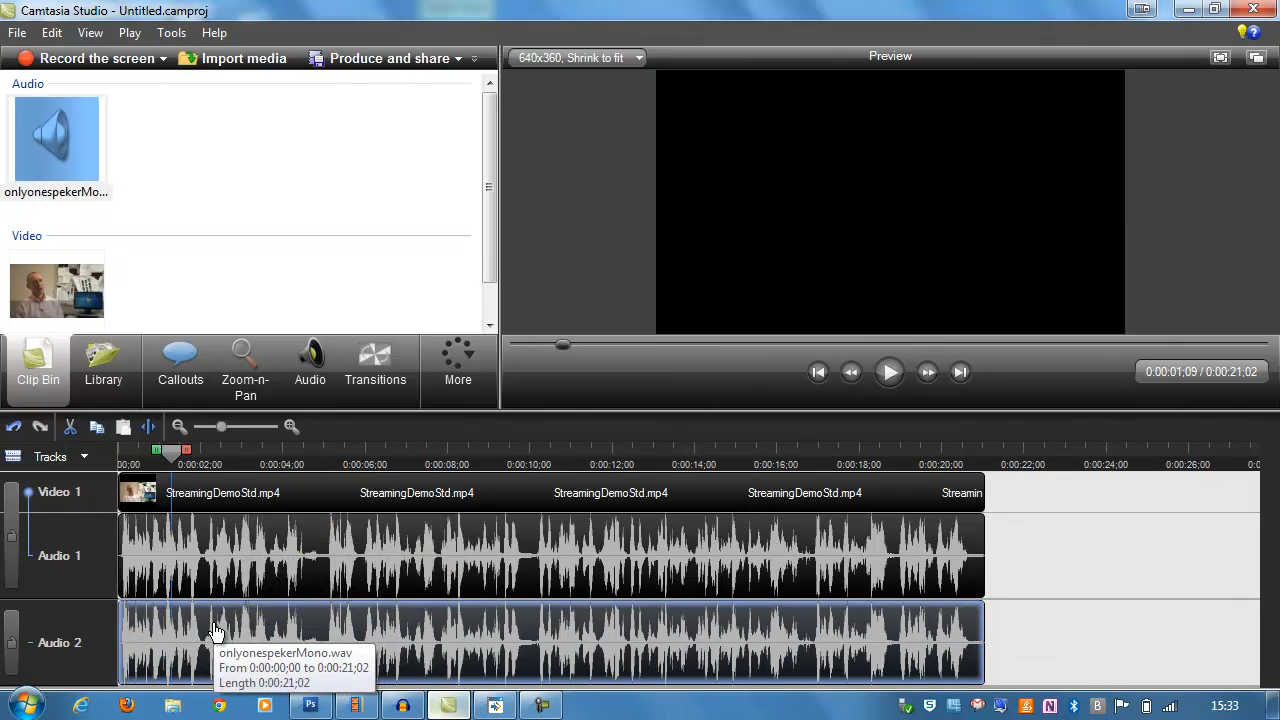 Camtasia Studio - Untitled.camproj
File Edit View Play Tools Help
Record the screen Import media Produce and share
640x360, Shrink to fit
Preview
Audio
onlyonespekerMo...
Video
Clip Bin
Library
Callouts
Zoom-n-
Pan
Audio
Transitions
More
0:00:01;09 / 0:00:21;02
Tracks
00;00 0:00:02;00 0:00:04;00 0:00:06;00 0:00:08;00 0:00:10;00 0:00:12;00 0:00:14;00 0:00:16;00 0:00:18;00 0:00:20;00 0:00:22;00 0:00:24;00 0:00:26;00 0:0
Video 1
StreamingDemoStd.mp4 StreamingDemoStd.mp4 StreamingDemoStd.mp4 StreamingDemoStd.mp4 Streamin
Audio 1
Audio 2
onlyonespekerMono.wav
From 0:00:00;00 to 0:00:21;02
Length 0:00:21;02
15:33